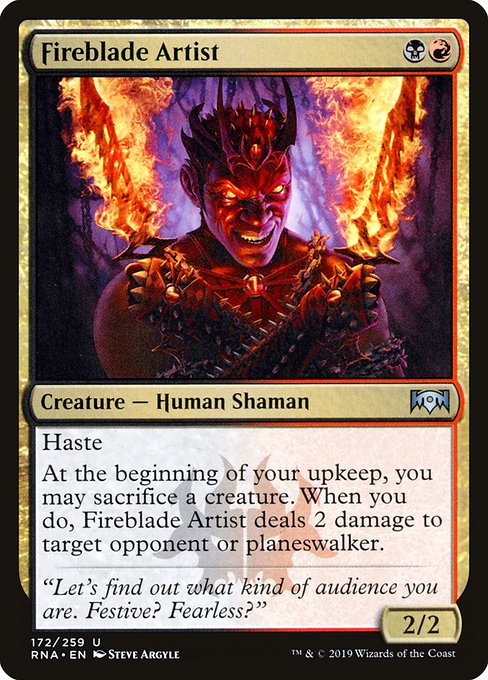 Fireblade Artist
Creature — Human Shaman
Haste
At the beginning of your upkeep, you
may sacrifice a creature. When you
do, Fireblade Artist deals 2 damage to
target opponent or planeswalker.
“Let’s find out what kind of audience you
are. Festive? Fearless?”
2/2
172/259 U
RNA • EN Steve Argyle
™ & © 2019 Wizards of the Coast